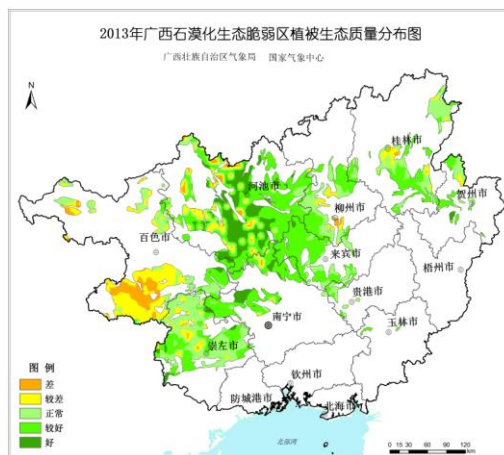 2013年广西石漠化生态脆弱区植被生态质量分布图
广西壮族自治区气象局 国家气象中心
N
桂林市
河池市
贺州市
柳州市
百色市
来宾市
梧州市
贵港市
南宁市
玉林市
崇左市
钦州市
防城港市
北海市
北部湾
图例
差
较差
正常
较好
好
0 15 30 60 90 120
km